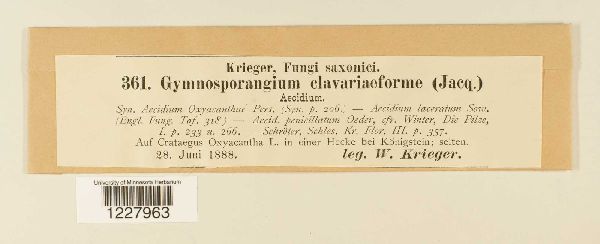 Krieger, Fungi saxonici.
361. Gymnosporangium clavariaeforme (Jacq.)
Aecidium.
Syn. Aecidium Oxyacanthae Pers. (Syn. p. 206.) — Aecidium laceratum Sow.
(Engl. Fung. Taf. 318.) — Aecid. penicillatum Oeder, cfr. Winter, Die Pilze,
I. p. 233 u. 266. Schröter, Schles. Kr. Flor. III. p. 357.
Auf Crataegus Oxyacantha L. in einer Hecke bei Königstein; selten.
28. Juni 1888. leg. W. Krieger.
University of Minnesota Herbarium
1227963